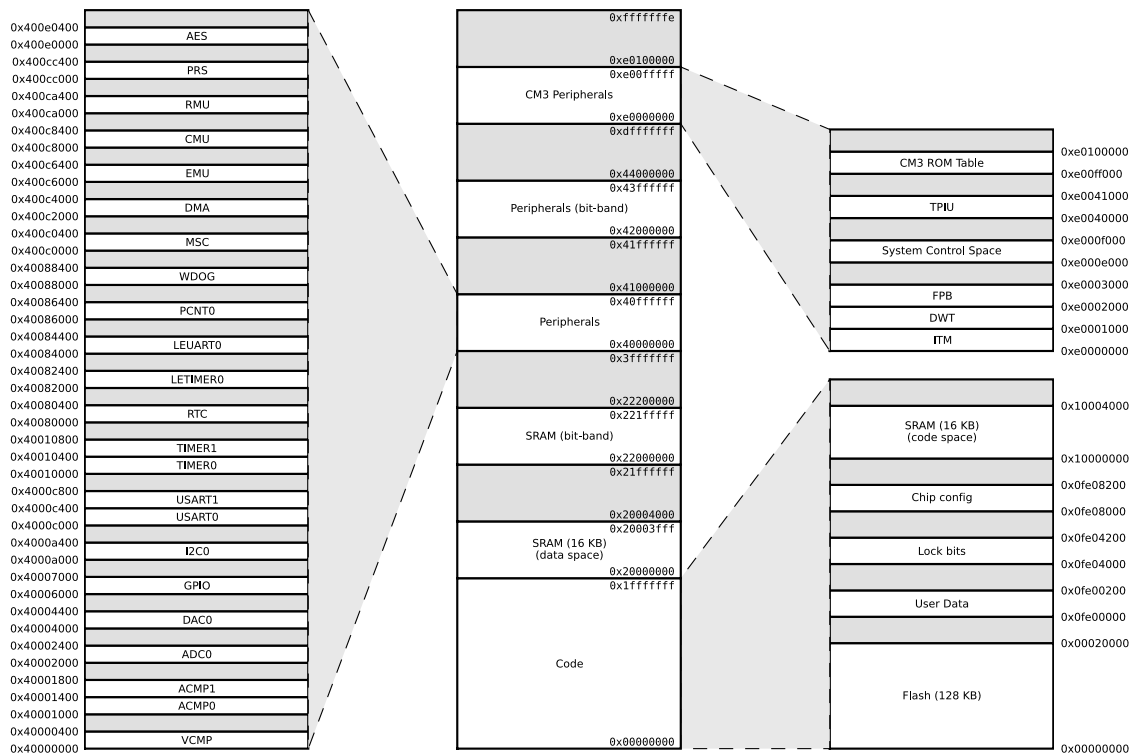 0x400e0400
AES
0x400e0000
0x400cc400
PRS
0x400cc000
0x400ca400
RMU
0x400ca000
0x400c8400
CMU
0x400c8000
0x400c6400
EMU
0x400c6000
0x400c4000
DMA
0x400c2000
0x400c0400
MSC
0x400c0000
0x40088400
WDOG
0x40088000
0x40086400
PCNT0
0x40086000
0x40084400
LEUART0
0x40084000
0x40082400
LETIMER0
0x40082000
0x40080400
RTC
0x40080000
0x40010800
TIMER1
0x40010400
TIMER0
0x40010000
0x4000c800
USART1
0x4000c400
USART0
0x4000c000
0x4000a400
I2C0
0x4000a000
0x40007000
GPIO
0x40006000
0x40004400
DAC0
0x40004000
0x40002400
ADC0
0x40002000
0x40001800
ACMP1
0x40001400
ACMP0
0x40001000
0x40000400
VCMP
0x40000000
0xfffffffe
0xe0100000
0xe00fffff
CM3 Peripherals
0xe0000000
0xdfffffff
0x44000000
0x43ffffff
Peripherals (bit-band)
0x42000000
0x41ffffff
0x41000000
0x40ffffff
Peripherals
0x40000000
0x3fffffff
0x22200000
0x221fffff
SRAM (bit-band)
0x22000000
0x21ffffff
0x20004000
0x20003fff
SRAM (16 KB)
(data space)
0x20000000
0x1fffffff
Code
0x00000000
0xe0100000
CM3 ROM Table
0xe00ff000
0xe0041000
TPIU
0xe0040000
0xe000f000
System Control Space
0xe000e000
0xe0003000
FPB
0xe0002000
DWT
0xe0001000
ITM
0xe0000000
0x10004000
SRAM (16 KB)
(code space)
0x10000000
0x0fe08200
Chip config
0x0fe08000
0x0fe04200
Lock bits
0x0fe04000
0x0fe00200
User Data
0x0fe00000
0x00020000
Flash (128 KB)
0x00000000